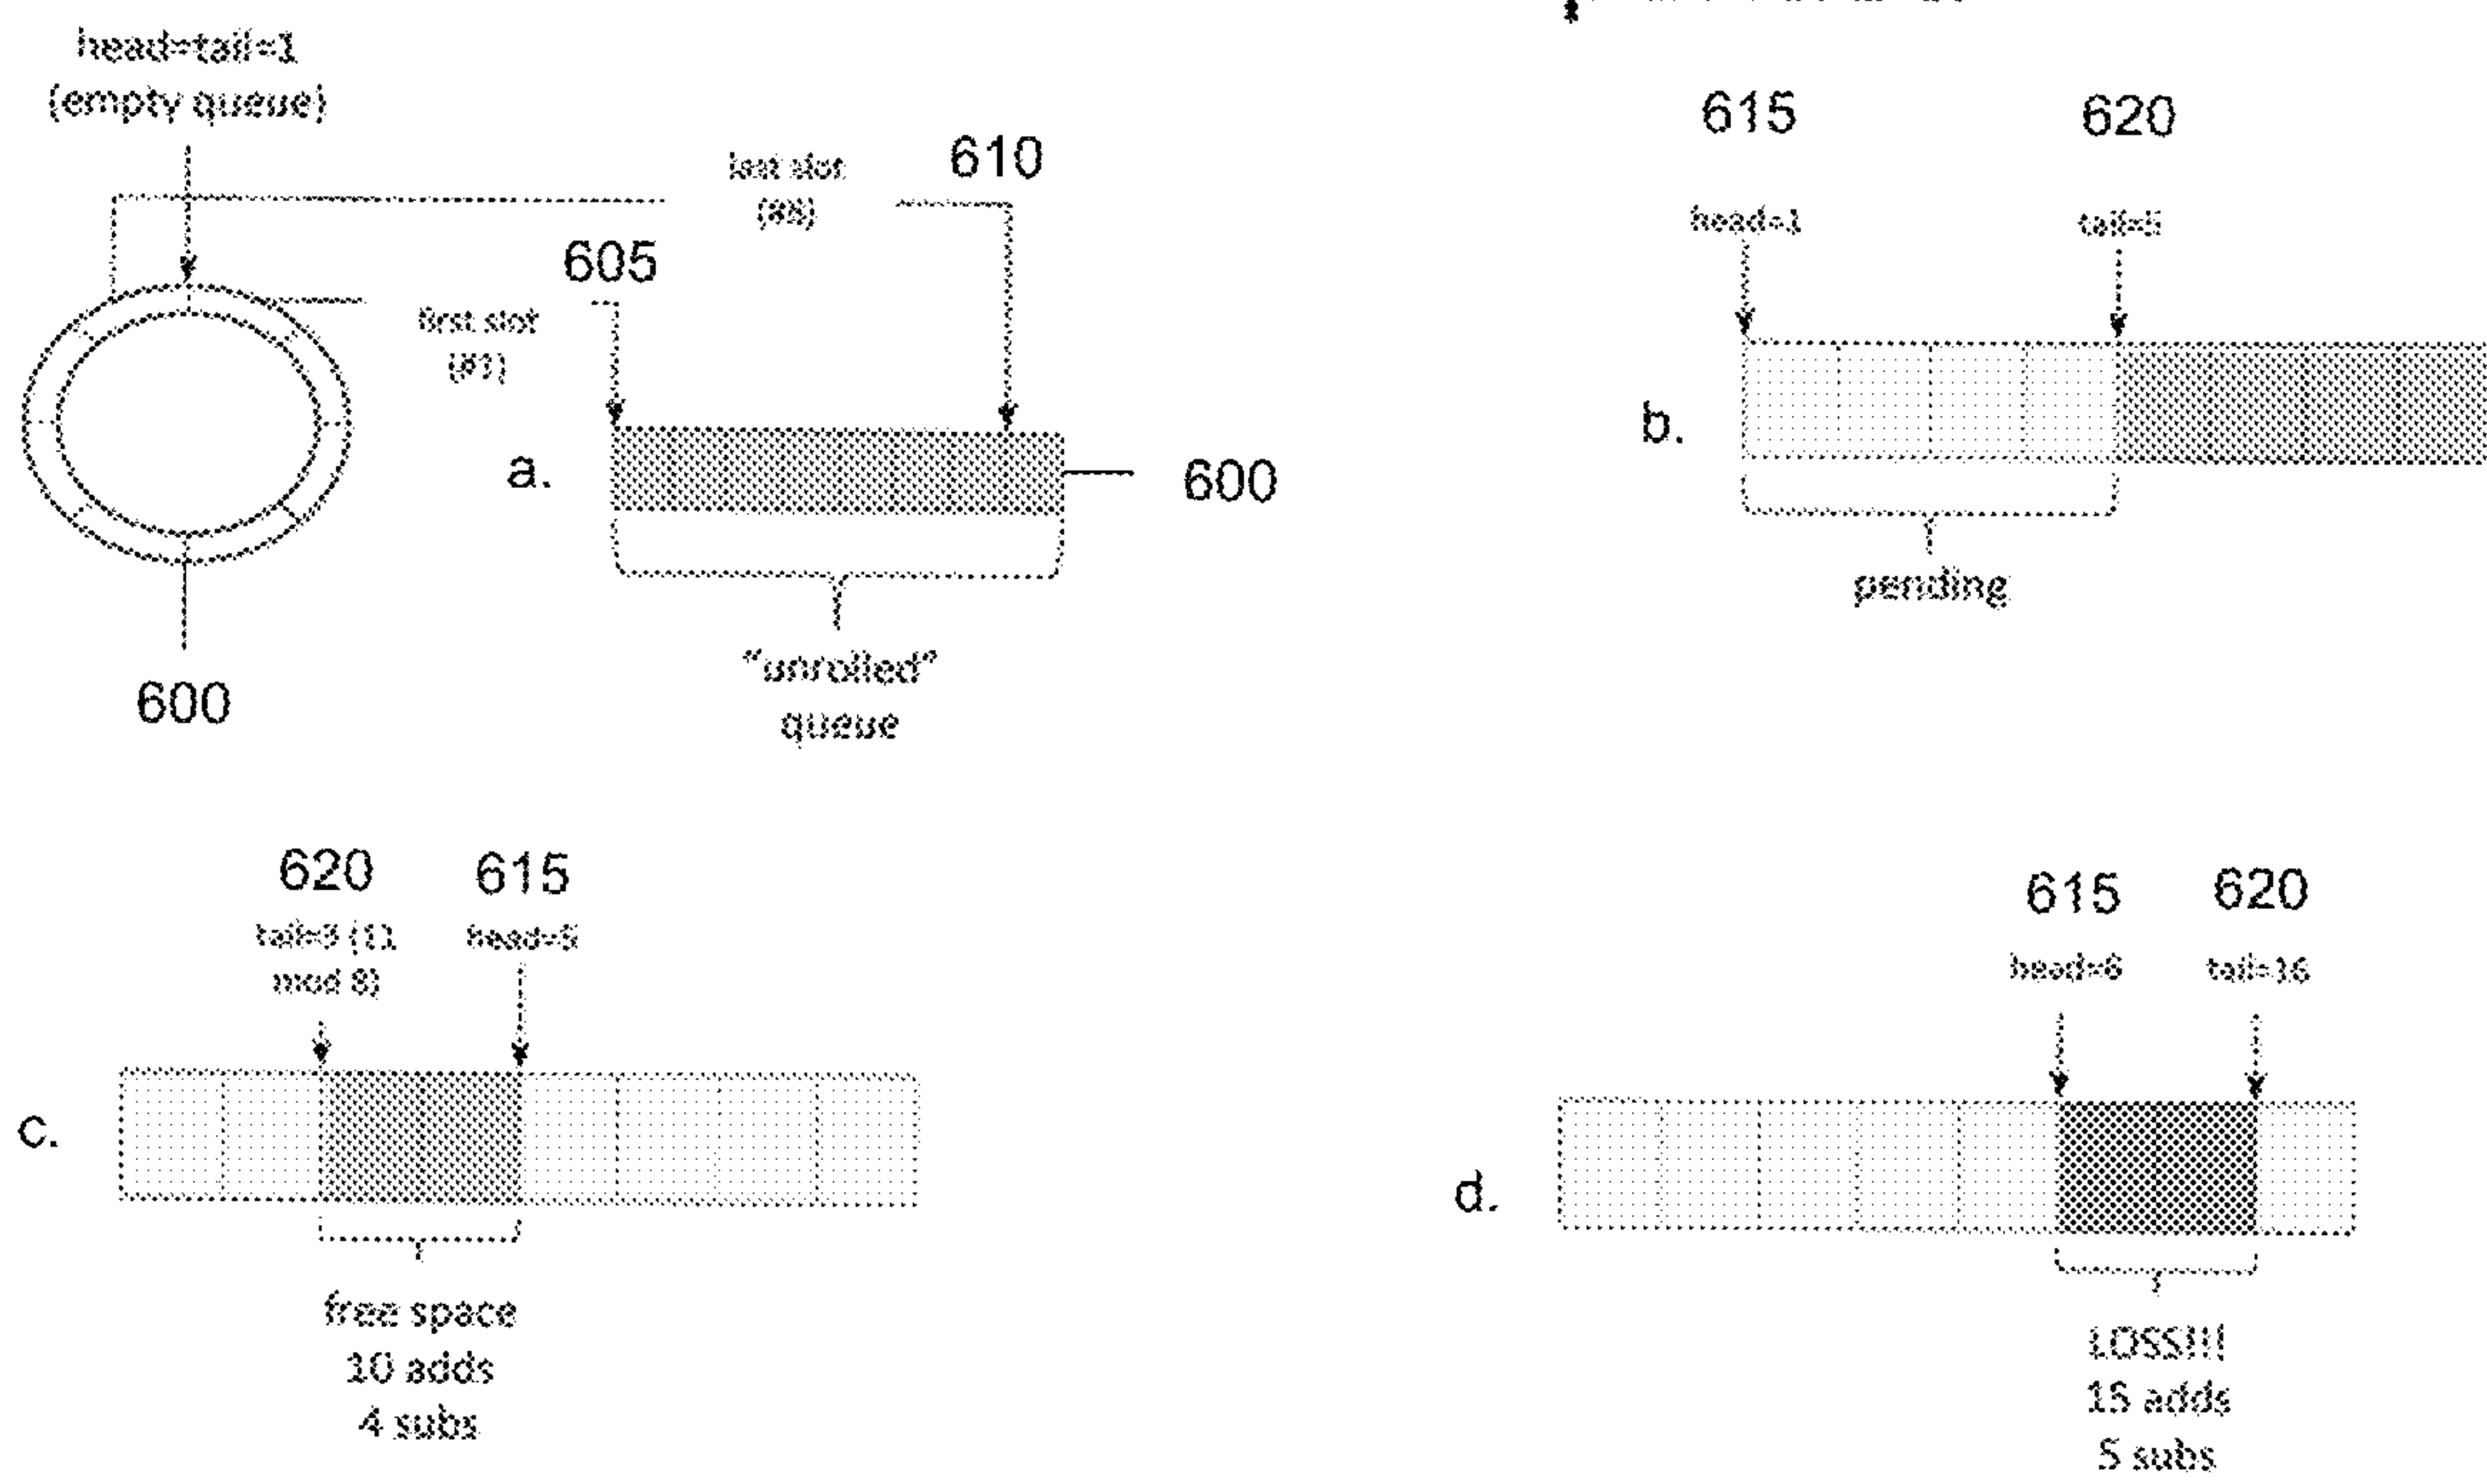 head=tail=1
(empty queue)
last slot
(#8)
610
605
first slot
(#1)
a.
600
"unrolled"
queue
600
615
620
head=1
tail=5
b.
pending
620
615
tail=3 (11
mod 8)
head=5
c.
free space
10 adds
4 subs
615
620
head=6
tail=16
d.
LOSS!!!
15 adds
5 subs